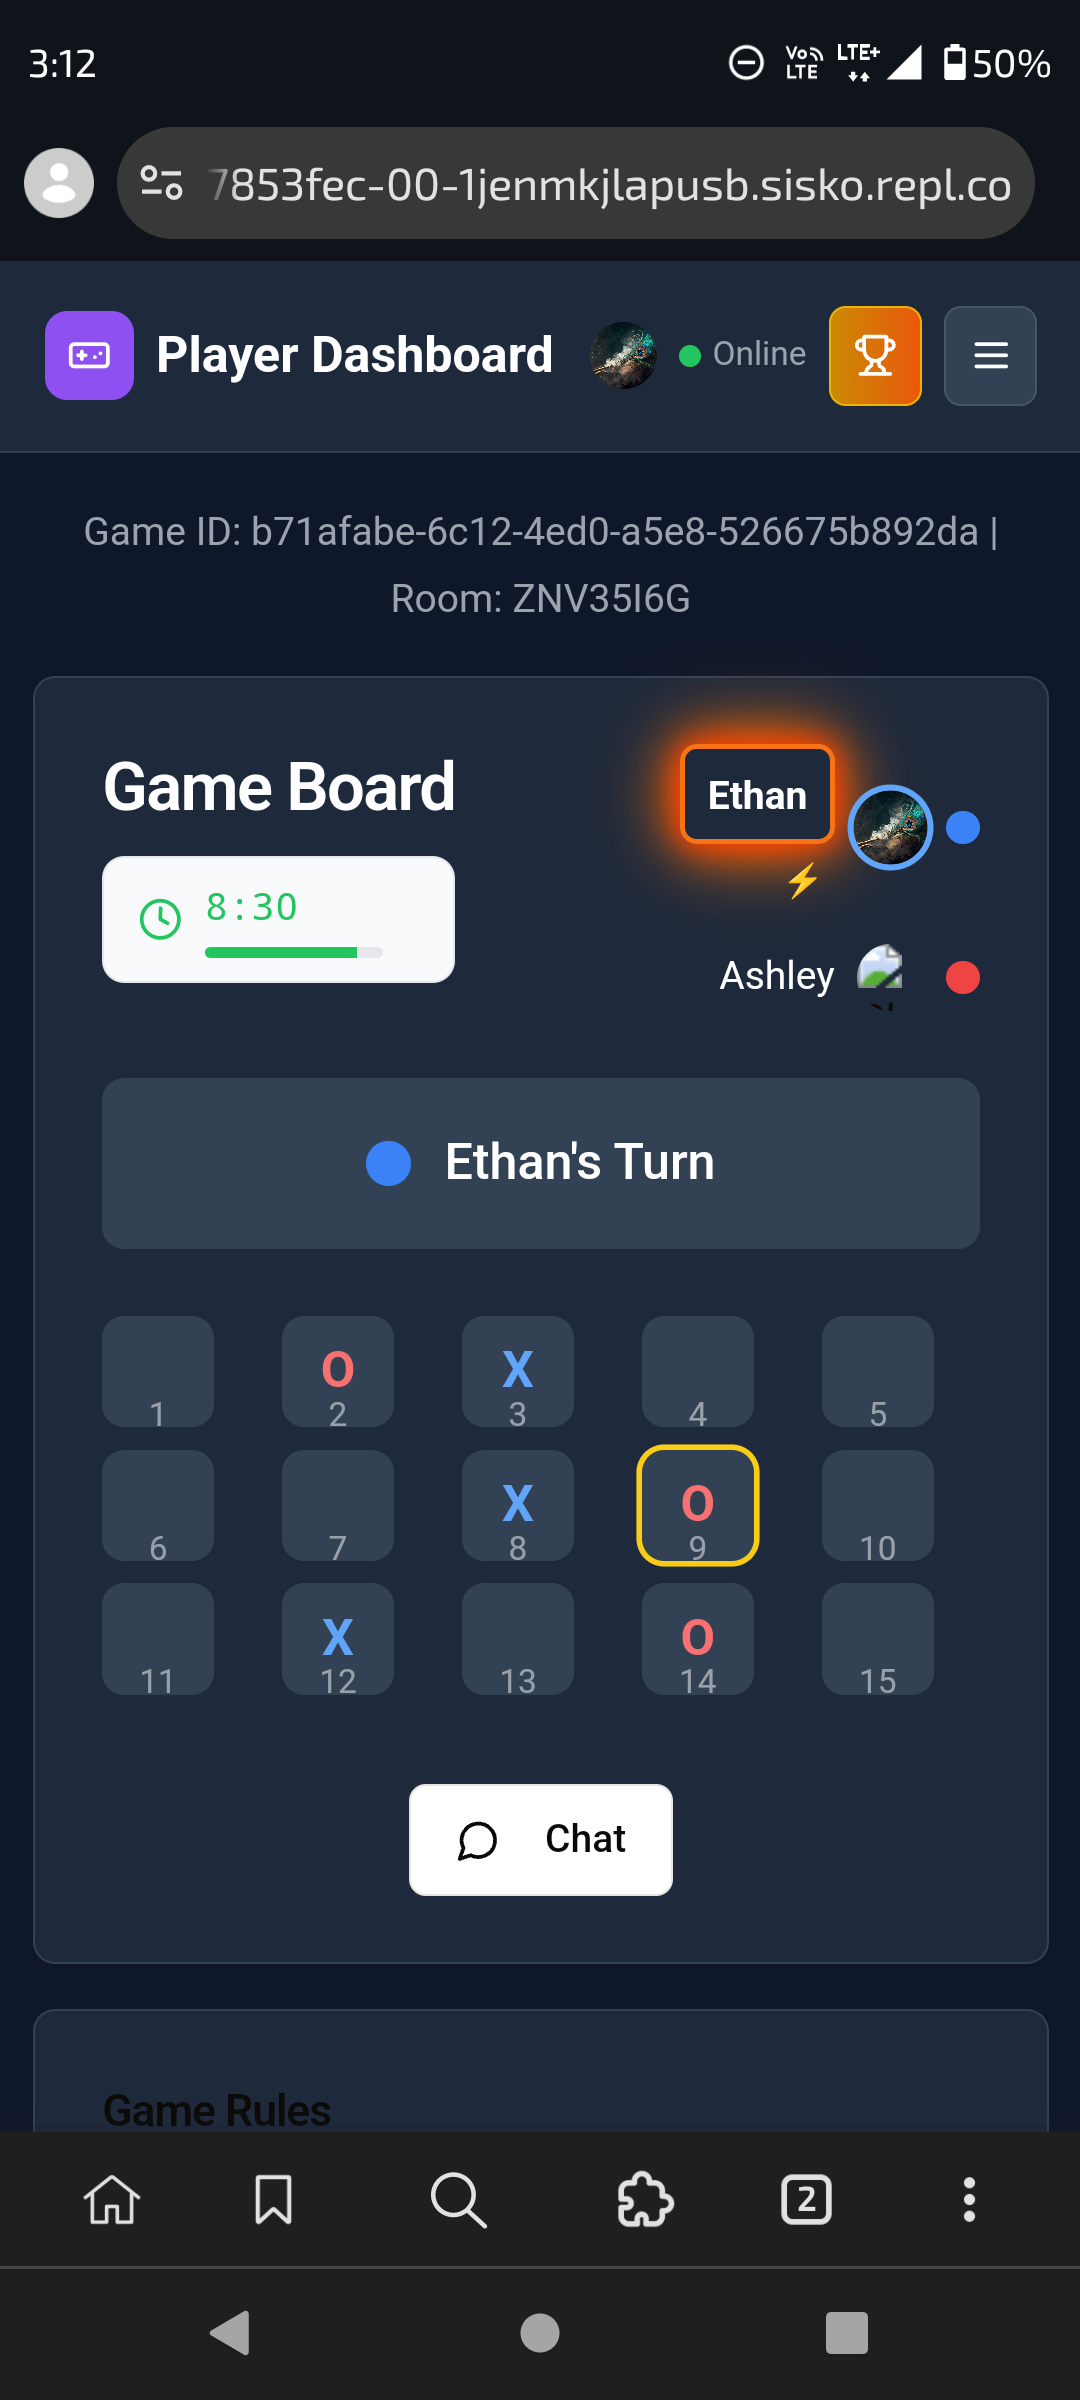 3:12
Vo LTE LTE+ 50%
7853fec-00-1jenmkjlapusb.sisko.repl.co
Player Dashboard
Online
Game ID: b71afabe-6c12-4ed0-a5e8-526675b892da |
Room: ZNV35I6G
Game Board
Ethan
8:30
Ashley
Ethan's Turn
O X
1 2 3 4 5
X O
6 7 8 9 10
X O
11 12 13 14 15
Chat
Game Rules
2